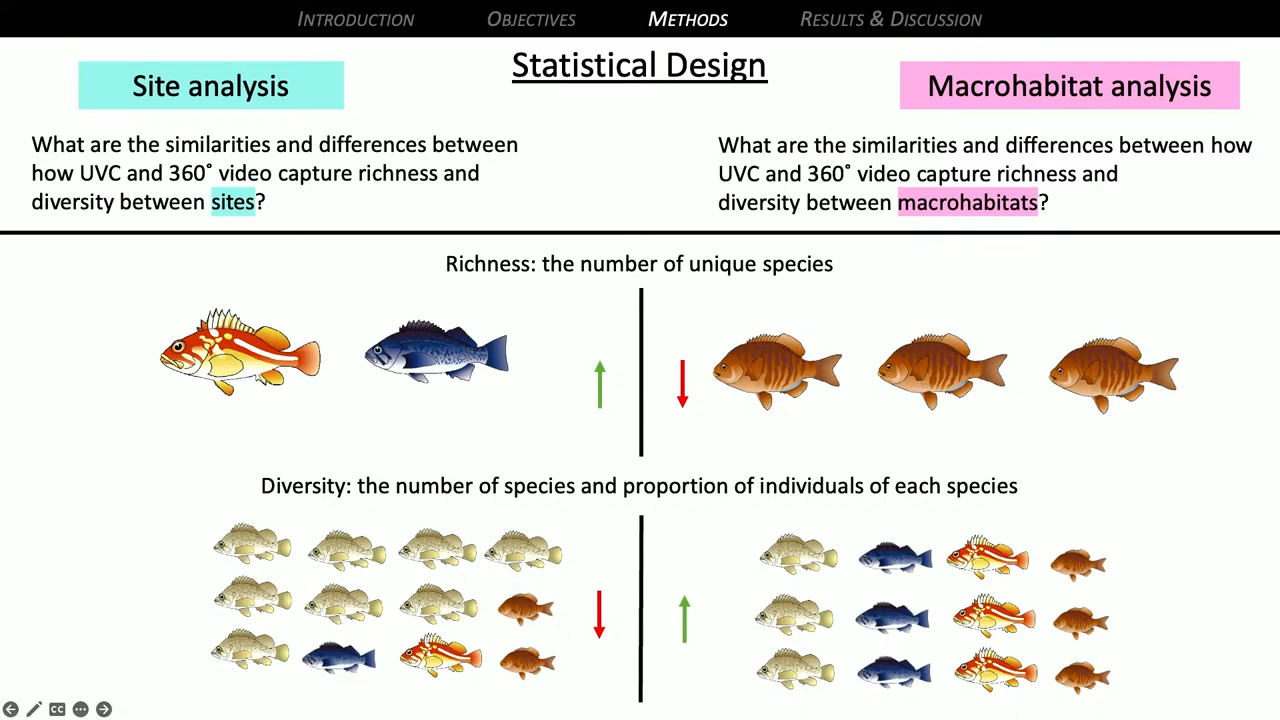 INTRODUCTION OBJECTIVES METHODS RESULTS & DISCUSSION
Statistical Design
Site analysis
Macrohabitat analysis
What are the similarities and differences between
how UVC and 360˚ video capture richness and
diversity between sites?
What are the similarities and differences between how
UVC and 360˚ video capture richness and
diversity between macrohabitats?
Richness: the number of unique species
Diversity: the number of species and proportion of individuals of each species
CC